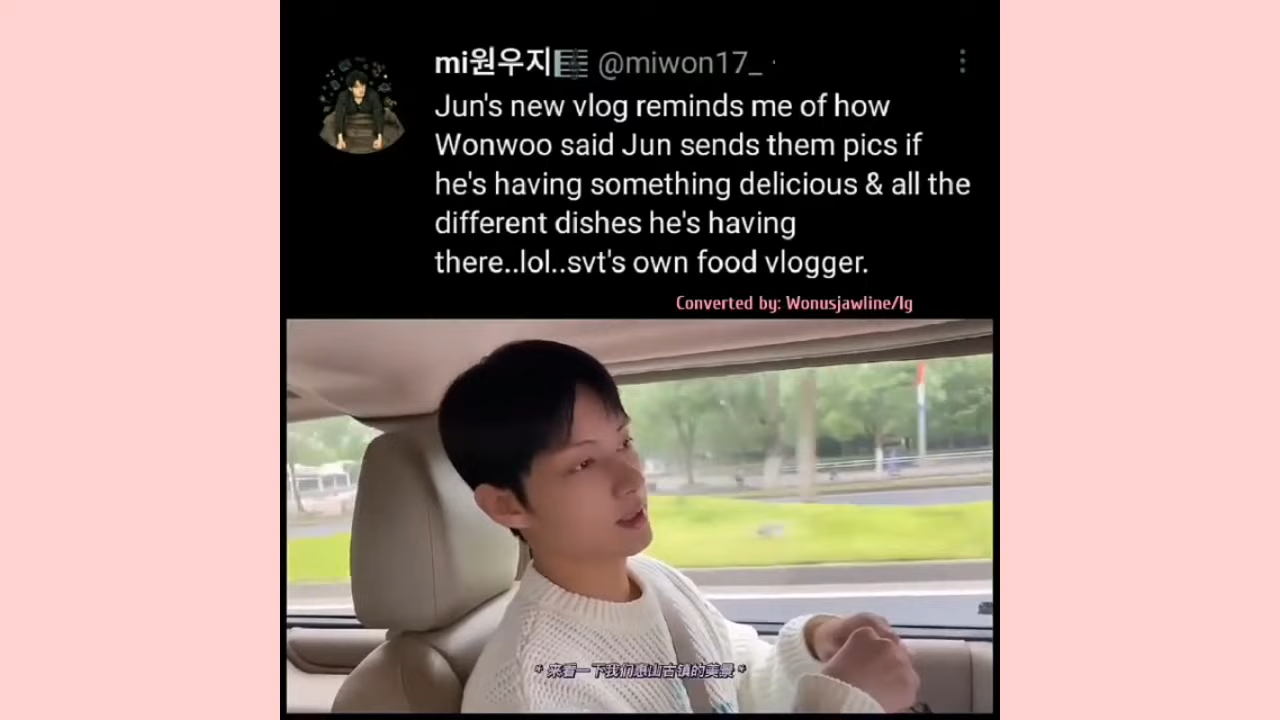 mi원우지 @miwon17_ ·
Jun's new vlog reminds me of how
Wonwoo said Jun sends them pics if
he's having something delicious & all the
different dishes he's having
there..lol..svt's own food vlogger.
Converted by: Wonusjawline/Ig
* 来看一下我们惠山古镇的美景 *